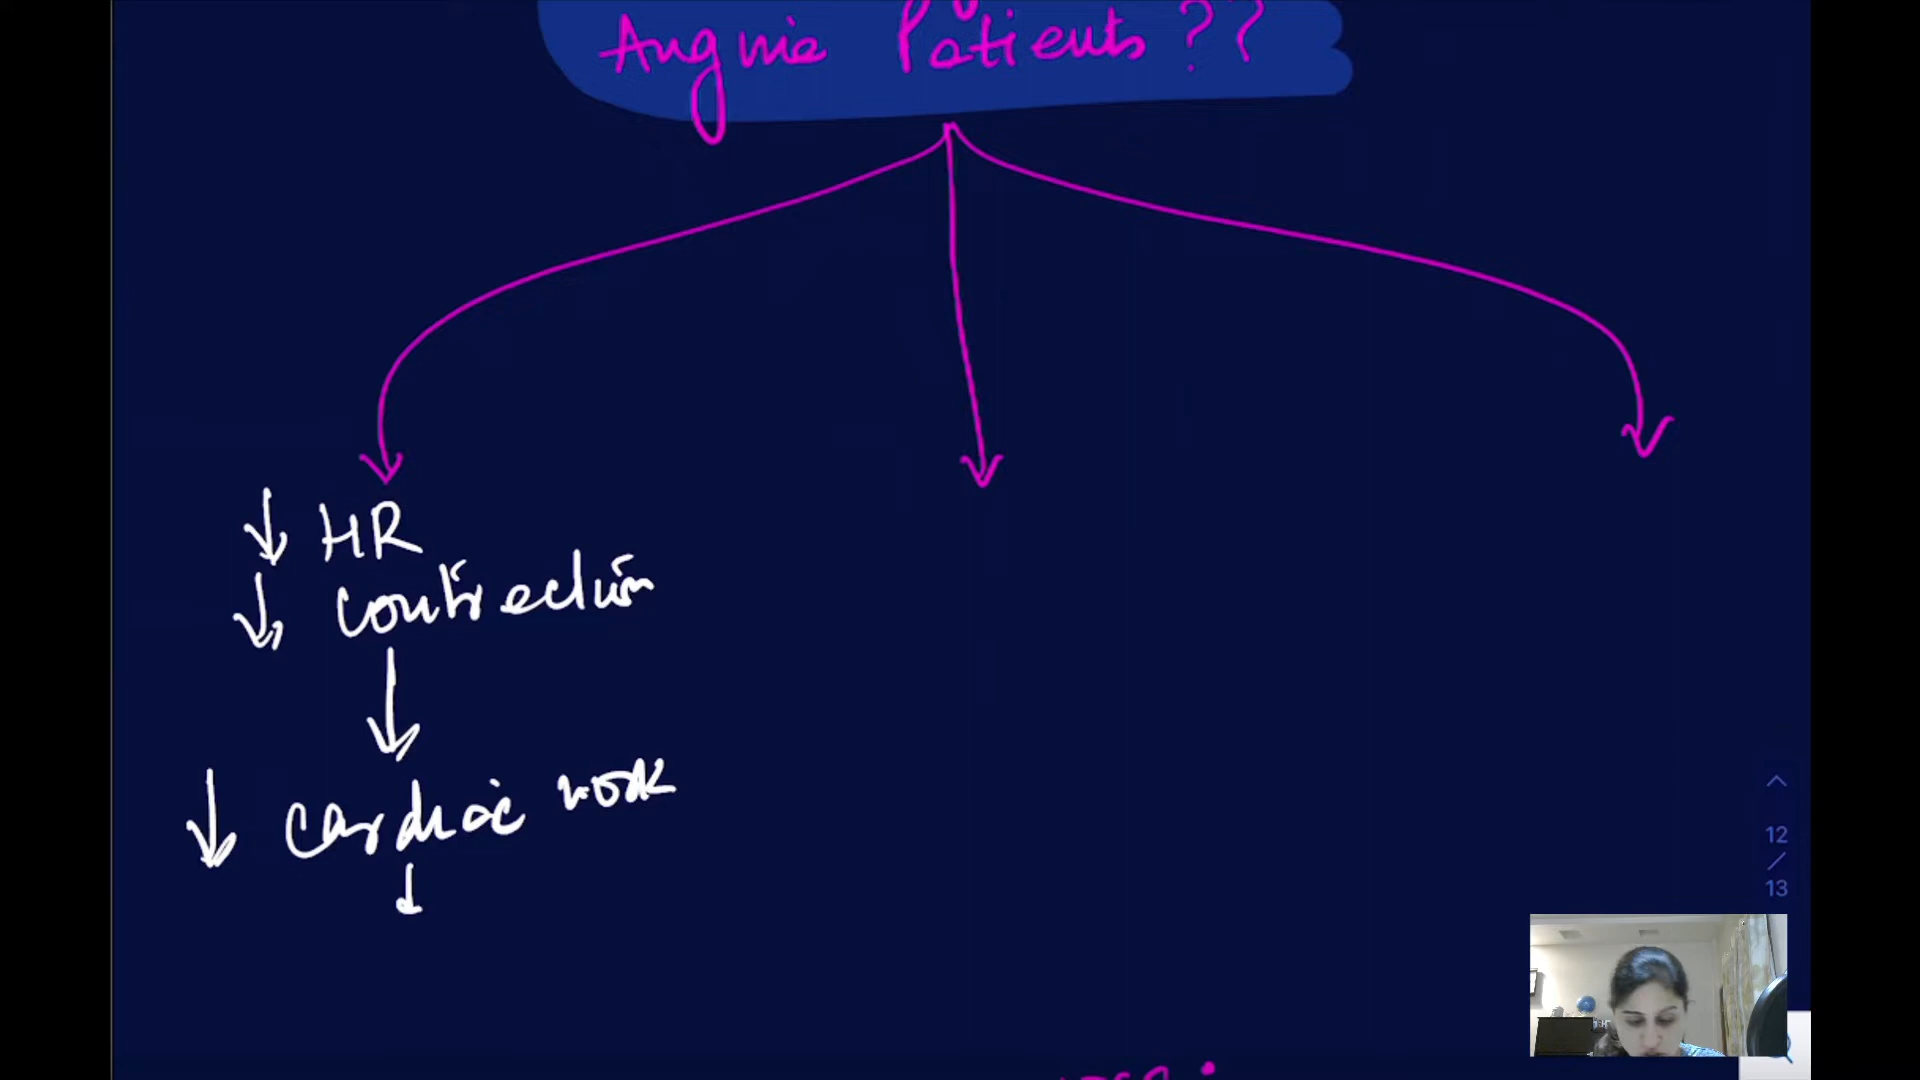 Angina Patients ??
↓ HR
↓ contraction
↓ cardiac work
12
/
13